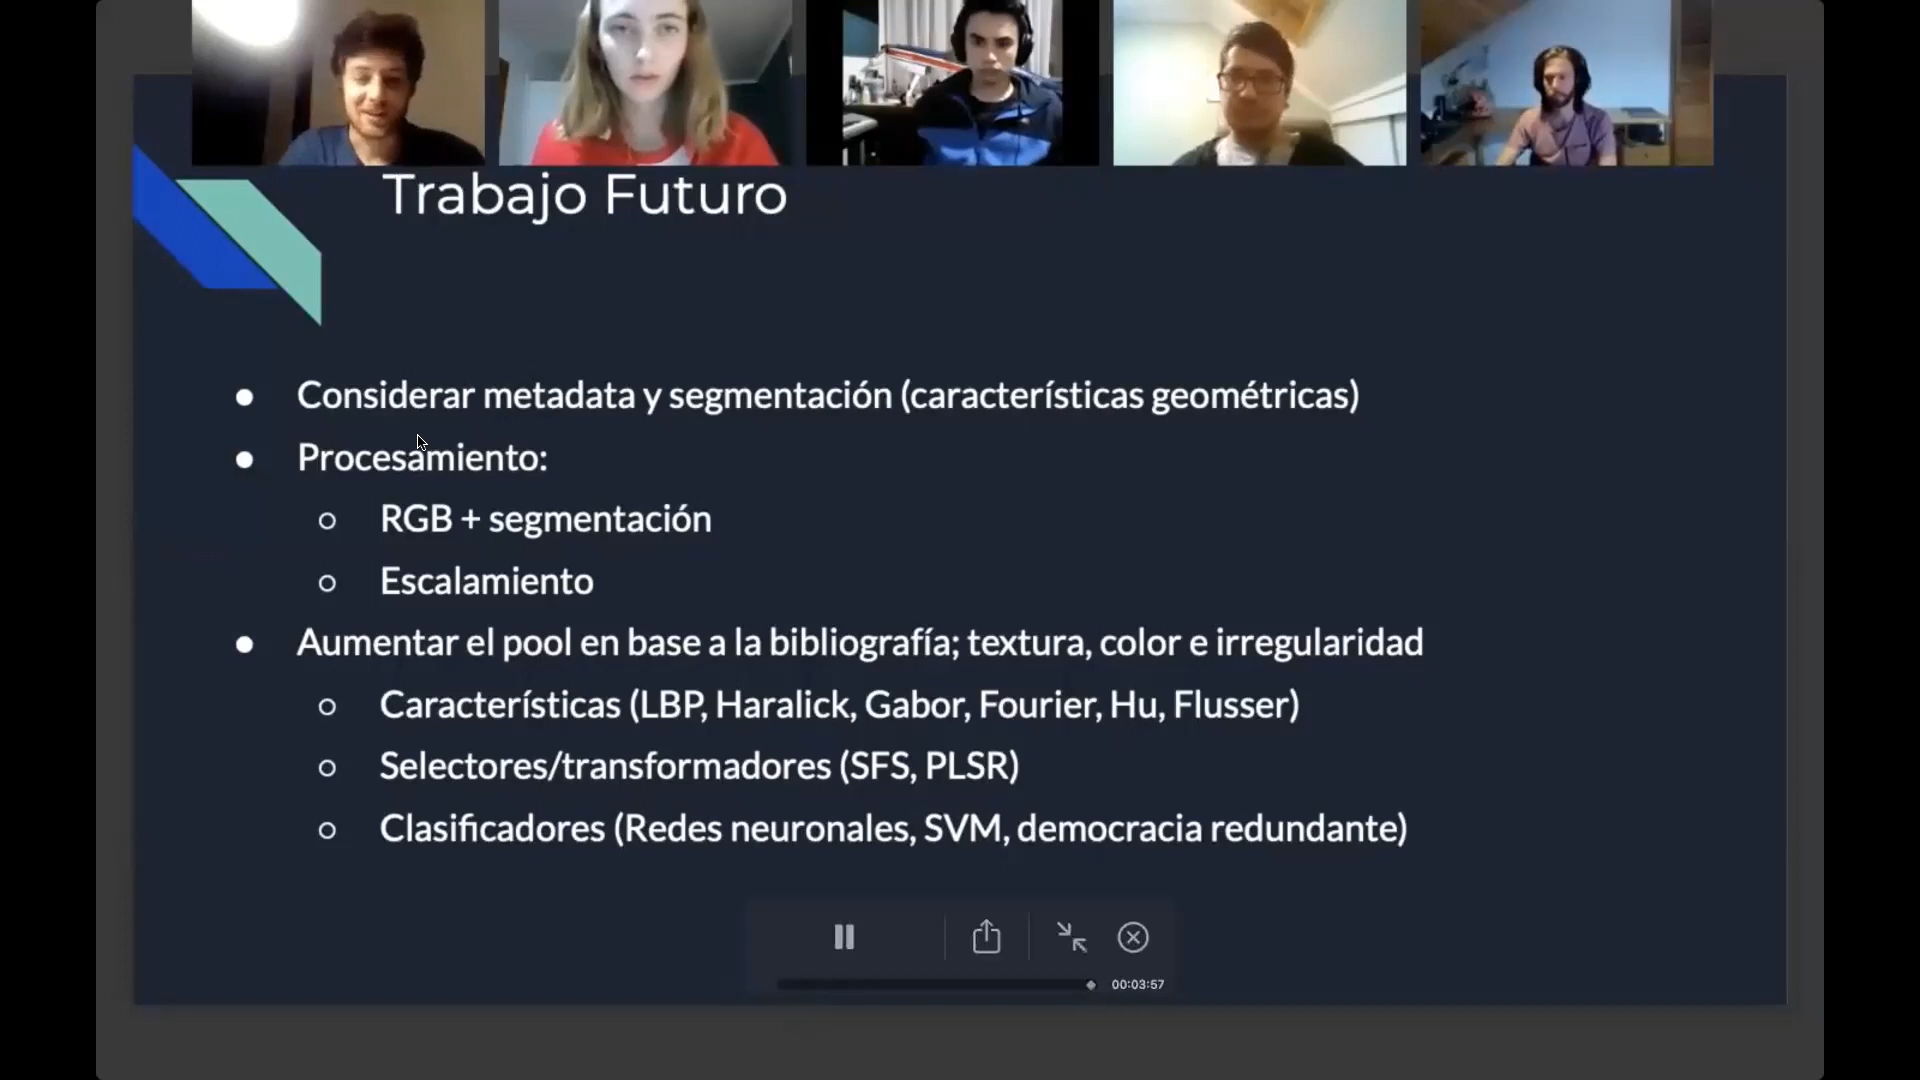 Trabajo Futuro
● Considerar metadata y segmentación (características geométricas)
● Procesamiento:
○ RGB + segmentación
○ Escalamiento
● Aumentar el pool en base a la bibliografía; textura, color e irregularidad
○ Características (LBP, Haralick, Gabor, Fourier, Hu, Flusser)
○ Selectores/transformadores (SFS, PLSR)
○ Clasificadores (Redes neuronales, SVM, democracia redundante)
00:03:57